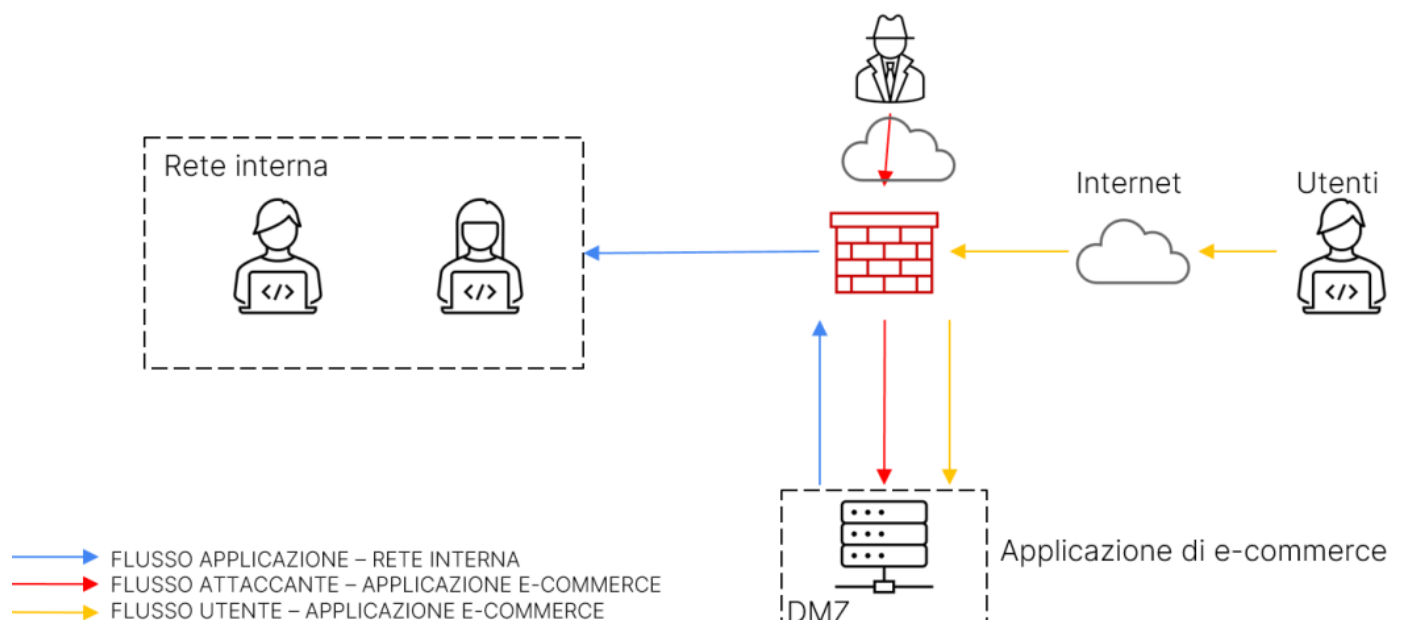 Rete interna
Internet
Utenti
</>
</>
</>
Applicazione di e-commerce
FLUSSO APPLICAZIONE – RETE INTERNA
FLUSSO ATTACCANTE – APPLICAZIONE E-COMMERCE
FLUSSO UTENTE – APPLICAZIONE E-COMMERCE
DMZ